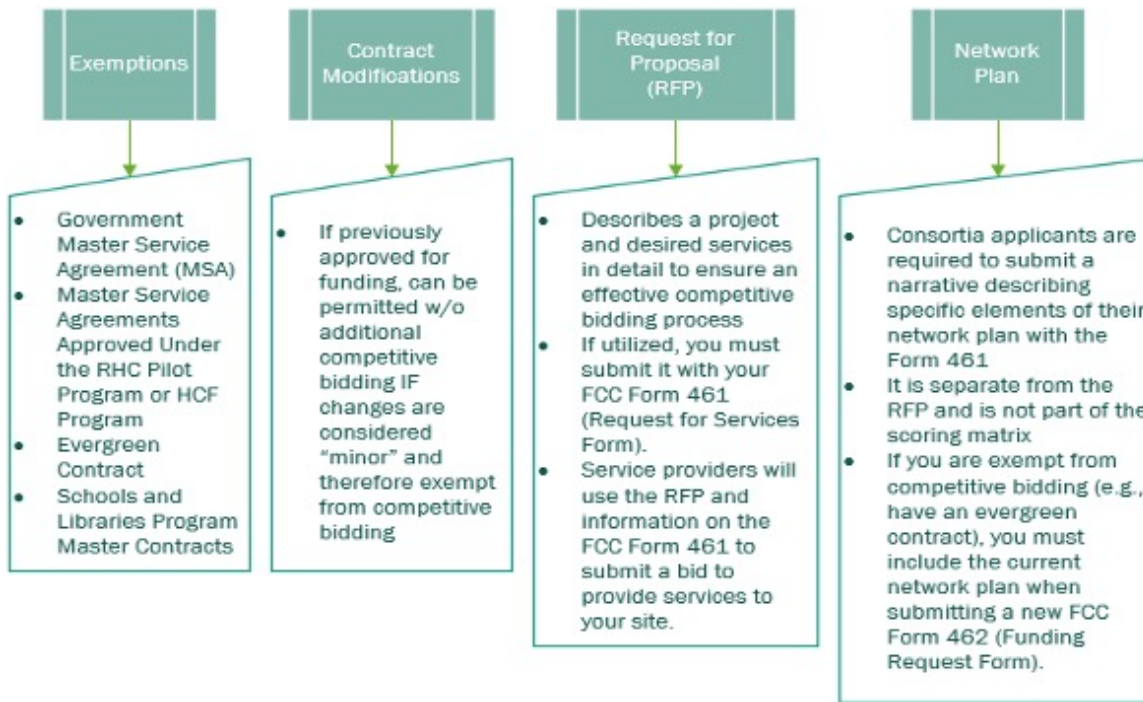 Exemptions
Contract
Modifications
Request for
Proposal
(RFP)
Network
Plan
• Government
Master Service
Agreement (MSA)
• Master Service
Agreements
Approved Under
the RHC Pilot
Program or HCF
Program
• Evergreen
Contract
• Schools and
Libraries Program
Master Contracts
• If previously
approved for
funding, can be
permitted w/o
additional
competitive
bidding IF
changes are
considered
“minor” and
therefore exempt
from competitive
bidding
• Describes a project
and desired services
in detail to ensure an
effective competitive
bidding process
• If utilized, you must
submit it with your
FCC Form 461
(Request for Services
Form).
• Service providers will
use the RFP and
information on the
FCC Form 461 to
submit a bid to
provide services to
your site.
• Consortia applicants are
required to submit a
narrative describing
specific elements of their
network plan with the
Form 461
• It is separate from the
RFP and is not part of the
scoring matrix
• If you are exempt from
competitive bidding (e.g.,
have an evergreen
contract), you must
include the current
network plan when
submitting a new FCC
Form 462 (Funding
Request Form).